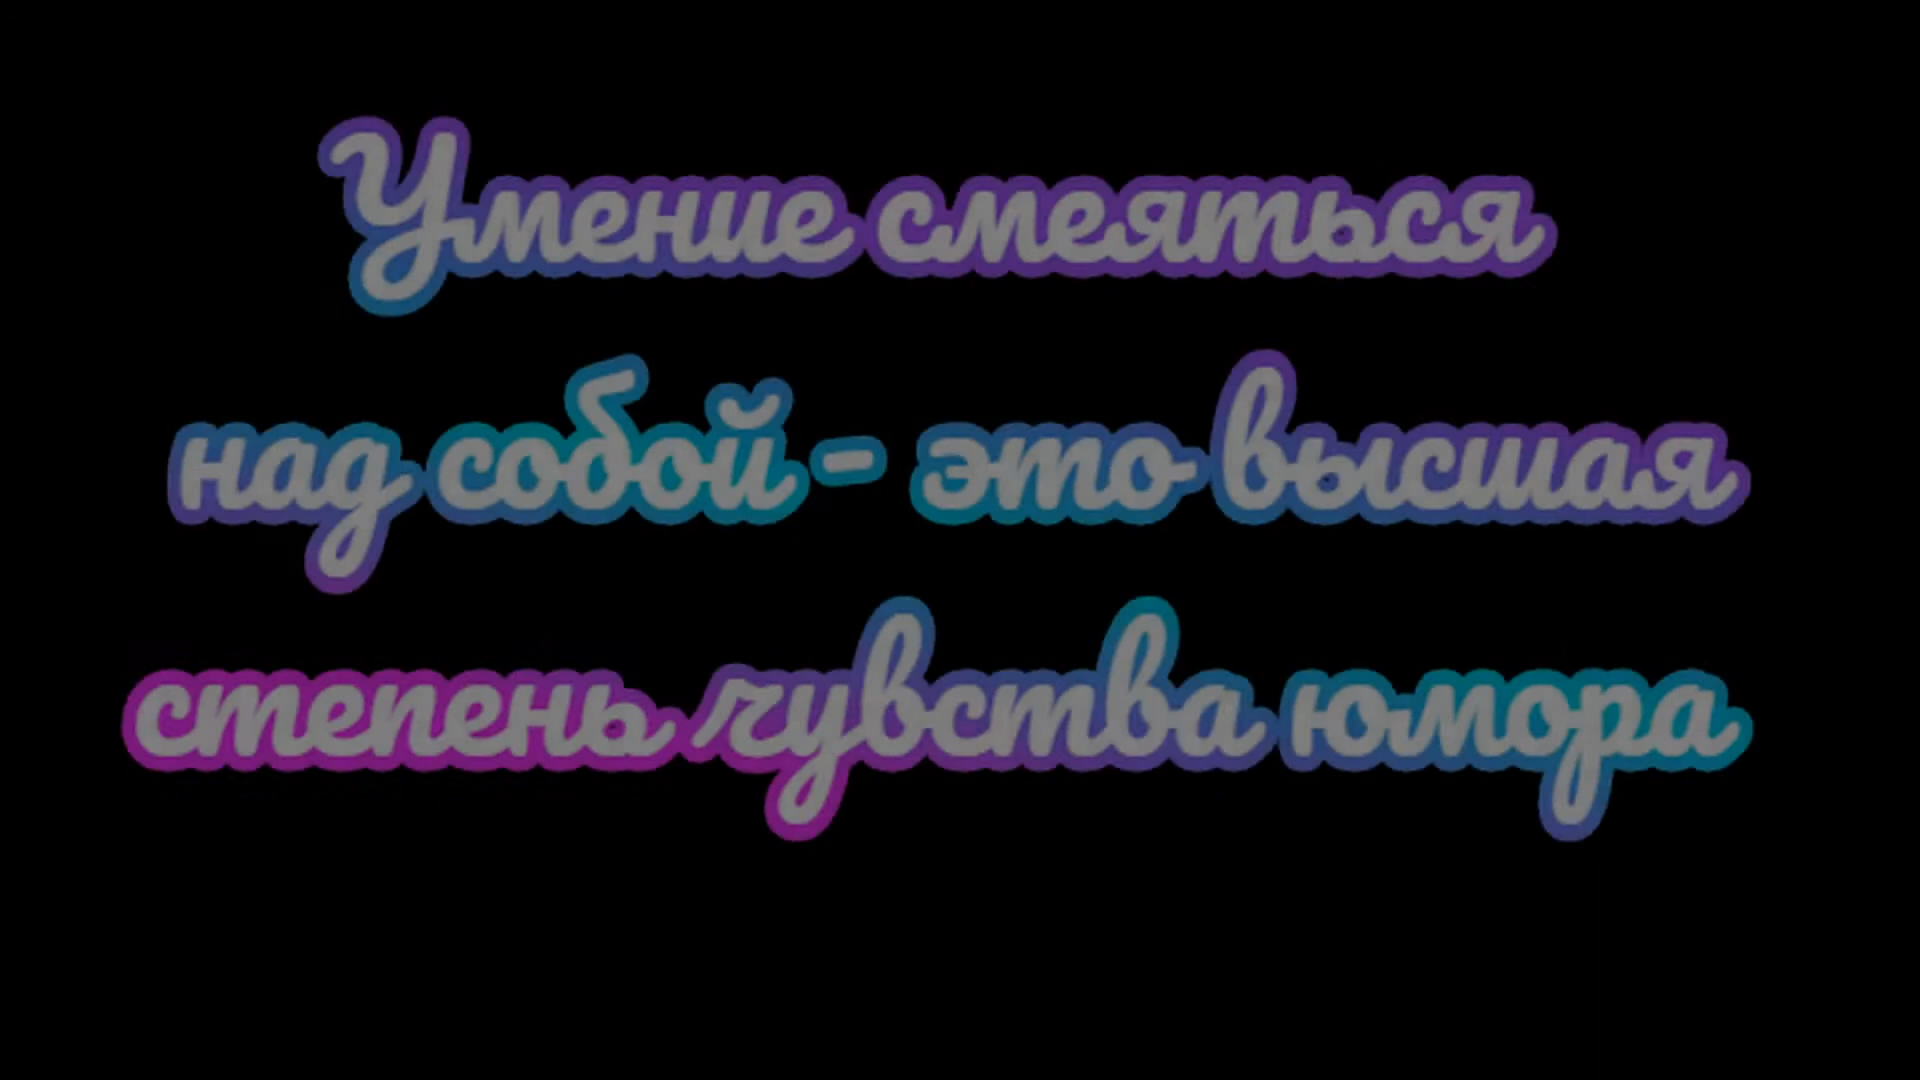 Умение смеяться
над собой - это высшая
степень чувства юмора